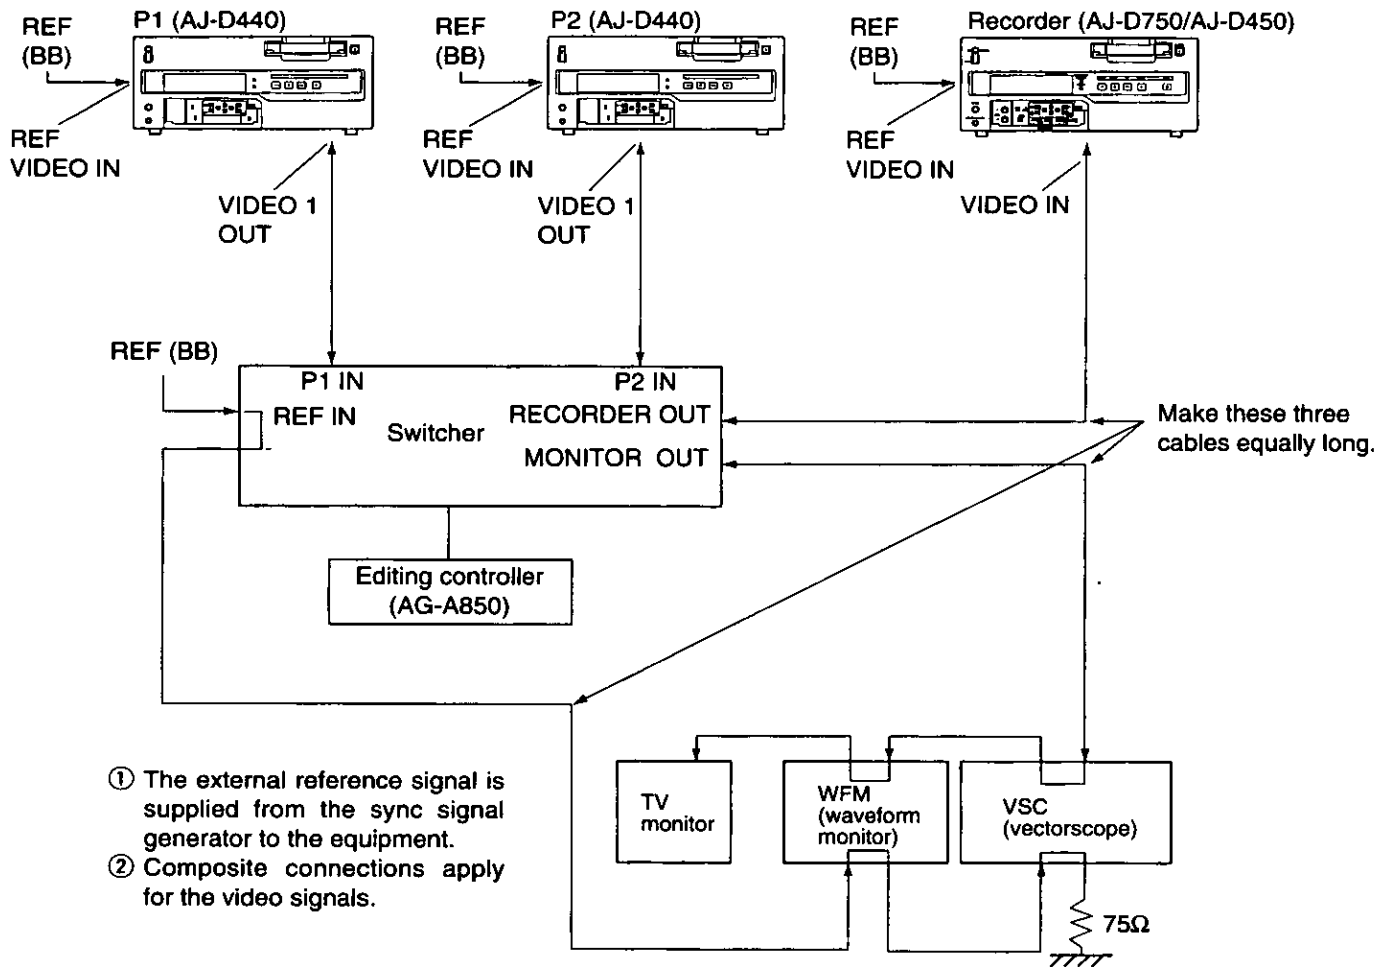 P1 (AJ-D440)
REF
(BB)
REF
VIDEO IN
VIDEO 1
OUT
P2 (AJ-D440)
REF
(BB)
REF
VIDEO IN
VIDEO 1
OUT
Recorder (AJ-D750/AJ-D450)
REF
(BB)
REF
VIDEO IN
VIDEO IN
REF (BB)
P1 IN
P2 IN
REF IN
Switcher
RECORDER OUT
MONITOR OUT
Make these three
cables equally long.
Editing controller
(AG-A850)
① The external reference signal is
supplied from the sync signal
generator to the equipment.
② Composite connections apply
for the video signals.
TV
monitor
WFM
(waveform
monitor)
VSC
(vectorscope)
75Ω